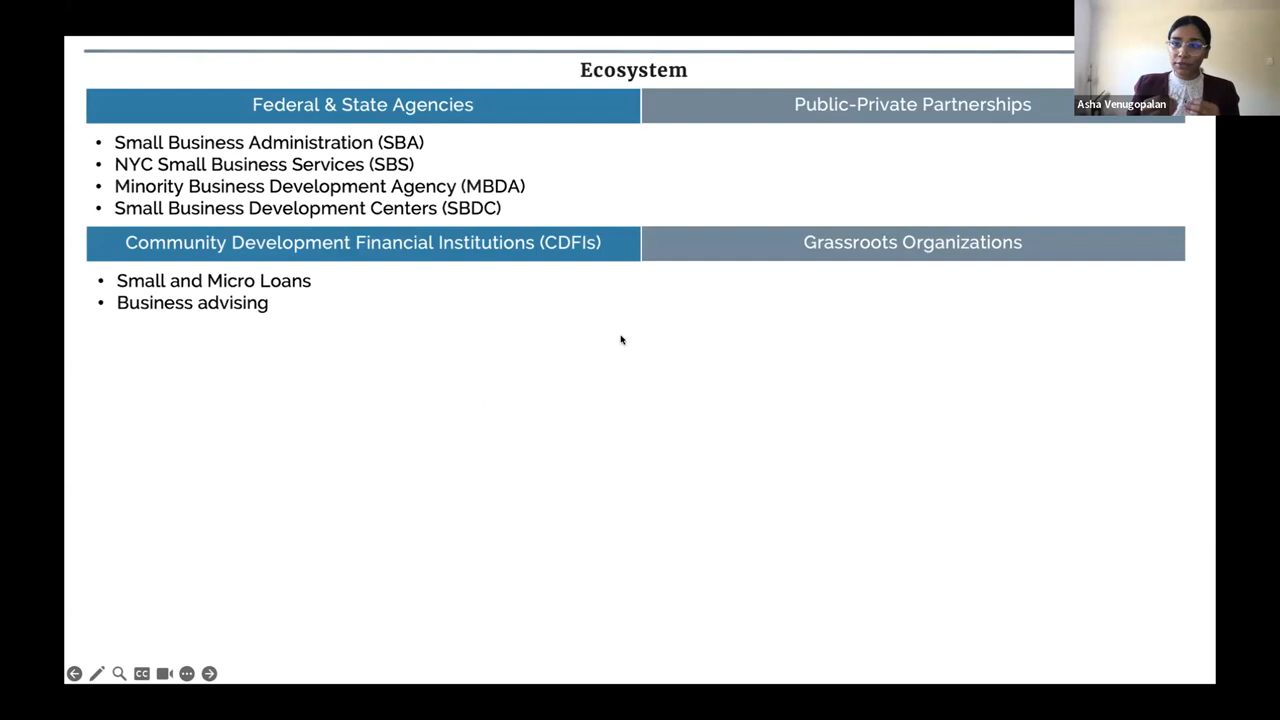 Ecosystem
Federal & State Agencies
Public-Private Partnerships
Asha Venugopalan
• Small Business Administration (SBA)
• NYC Small Business Services (SBS)
• Minority Business Development Agency (MBDA)
• Small Business Development Centers (SBDC)
Community Development Financial Institutions (CDFIs)
Grassroots Organizations
• Small and Micro Loans
• Business advising
CC